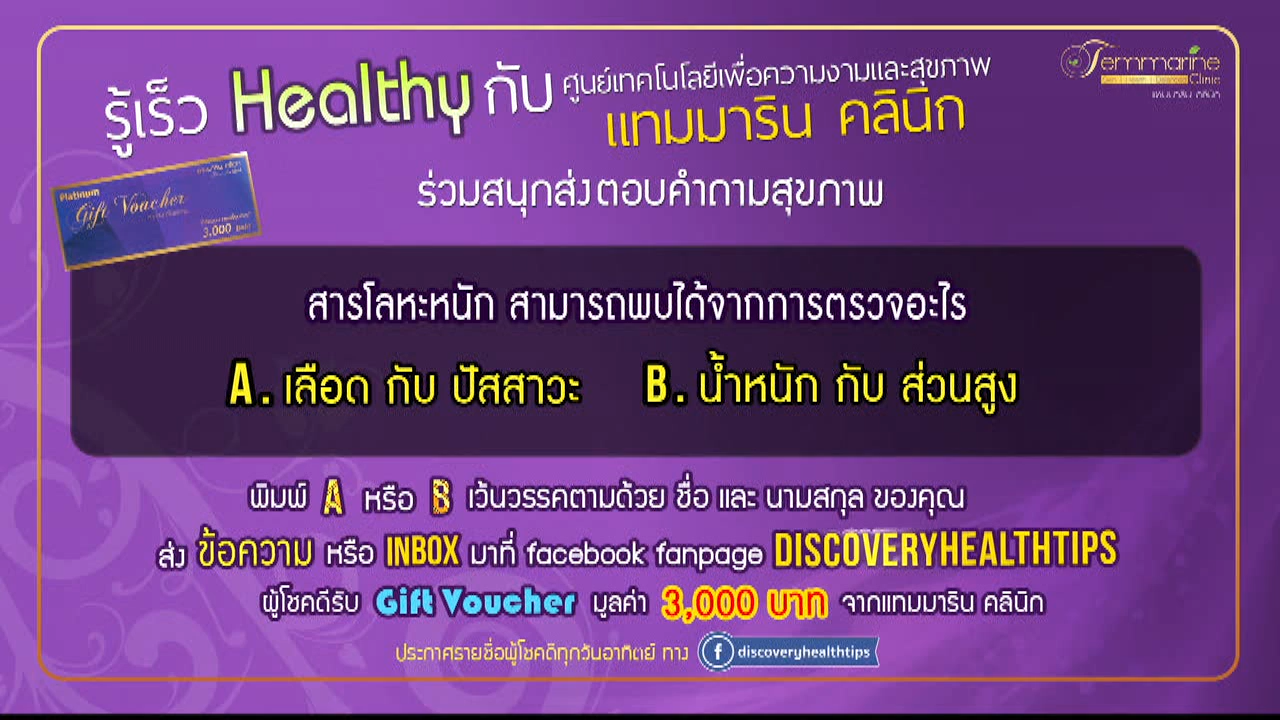 รู้เร็ว Healthy กับ ศูนย์เทคโนโลยีเพื่อความงามและสุขภาพ
แทมมาริน คลินิก
Temmarine
Clinic
แทมมาริน คลินิก
Platinum
Gift Voucher
3,000
ร่วมสนุกส่งตอบคำถามสุขภาพ
สารโลหะหนัก สามารถพบได้จากการตรวจอะไร
A. เลือด กับ ปัสสาวะ B. น้ำหนัก กับ ส่วนสูง
พิมพ์ A หรือ B เว้นวรรคตามด้วย ชื่อ และ นามสกุล ของคุณ
ส่ง ข้อความ หรือ INBOX มาที่ facebook fanpage DISCOVERYHEALTHTIPS
ผู้โชคดีรับ Gift Voucher มูลค่า 3,000 บาท จากแทมมาริน คลินิก
ประกาศรายชื่อผู้โชคดีทุกวันอาทิตย์ ทาง f discoveryhealthtips